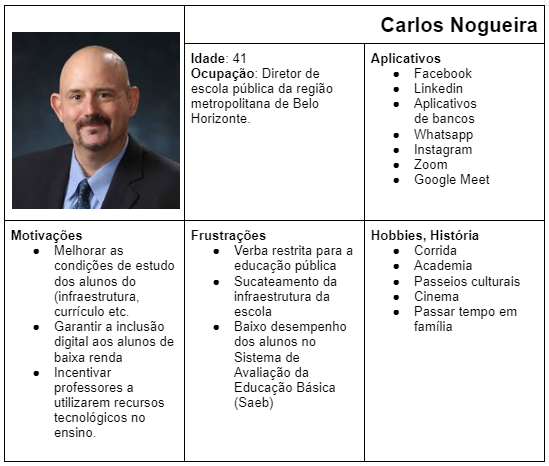 Carlos Nogueira
Idade: 41
Ocupação: Diretor de
escola pública da região
metropolitana de Belo
Horizonte.
Aplicativos
● Facebook
● Linkedin
● Aplicativos
de bancos
● Whatsapp
● Instagram
● Zoom
● Google Meet
Motivações
● Melhorar as
condições de estudo
dos alunos do
(infraestrutura,
currículo etc.
● Garantir a inclusão
digital aos alunos de
baixa renda
● Incentivar
professores a
utilizarem recursos
tecnológicos no
ensino.
Frustrações
● Verba restrita para a
educação pública
● Sucateamento da
infraestrutura da
escola
● Baixo desempenho
dos alunos no
Sistema de
Avaliação da
Educação Básica
(Saeb)
Hobbies, História
● Corrida
● Academia
● Passeios culturais
● Cinema
● Passar tempo em
família